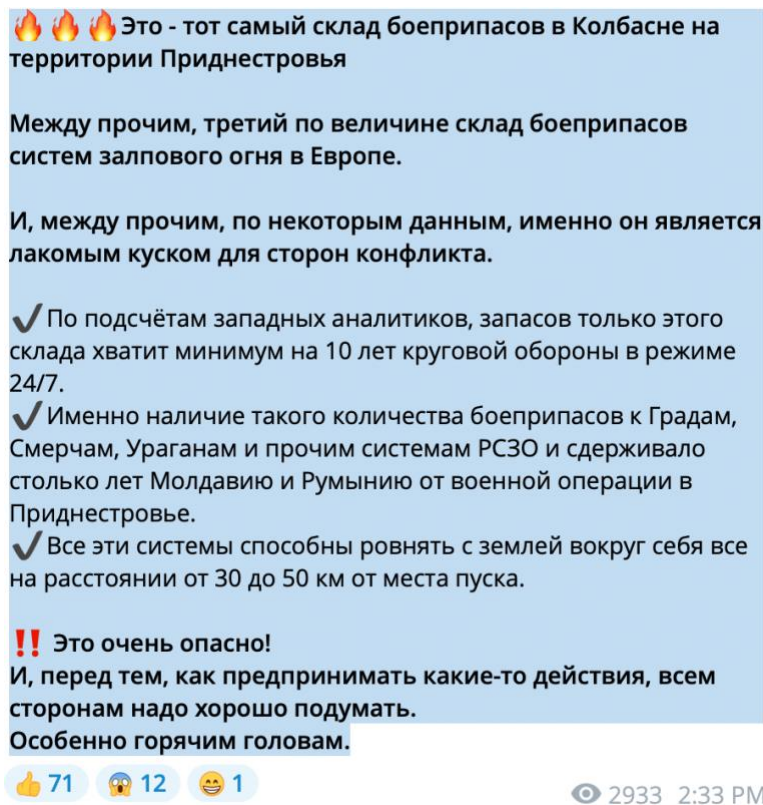 🔥🔥🔥Это - тот самый склад боеприпасов в Колбасне на
территории Приднестровья
Между прочим, третий по величине склад боеприпасов
систем залпового огня в Европе.
И, между прочим, по некоторым данным, именно он является
лакомым куском для сторон конфликта.
✔️По подсчётам западных аналитиков, запасов только этого
склада хватит минимум на 10 лет круговой обороны в режиме
24/7.
✔️Именно наличие такого количества боеприпасов к Градам,
Смерчам, Ураганам и прочим системам РСЗО и сдерживало
столько лет Молдавию и Румынию от военной операции в
Приднестровье.
✔️Все эти системы способны ровнять с землей вокруг себя все
на расстоянии от 30 до 50 км от места пуска.
‼️ Это очень опасно!
И, перед тем, как предпринимать какие-то действия, всем
сторонам надо хорошо подумать.
Особенно горячим головам.
👍 71 😱 12 😁 1 2933 2:33 PM